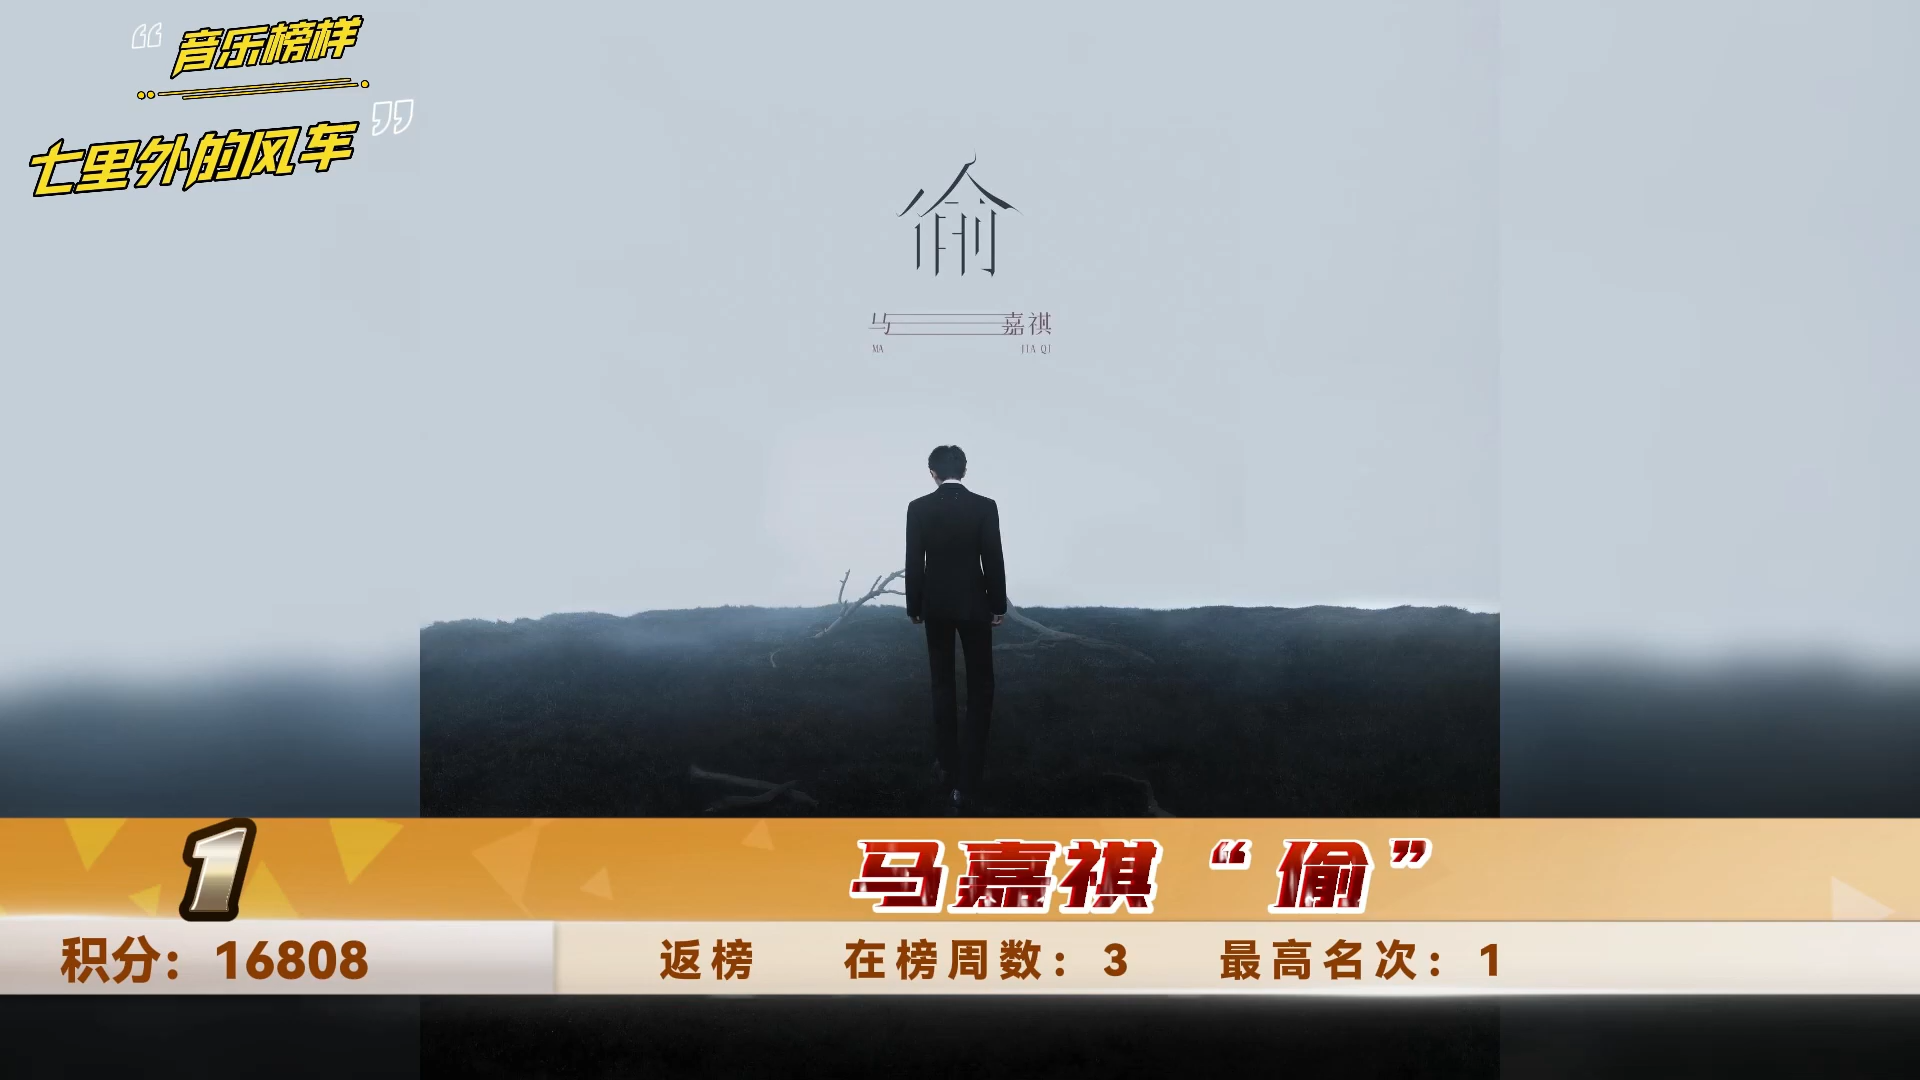 “音乐榜样
七里外的风车”
偷
马嘉祺
MA JIA QI
1
马嘉祺“偷”
积分：16808
返榜 在榜周数：3 最高名次：1